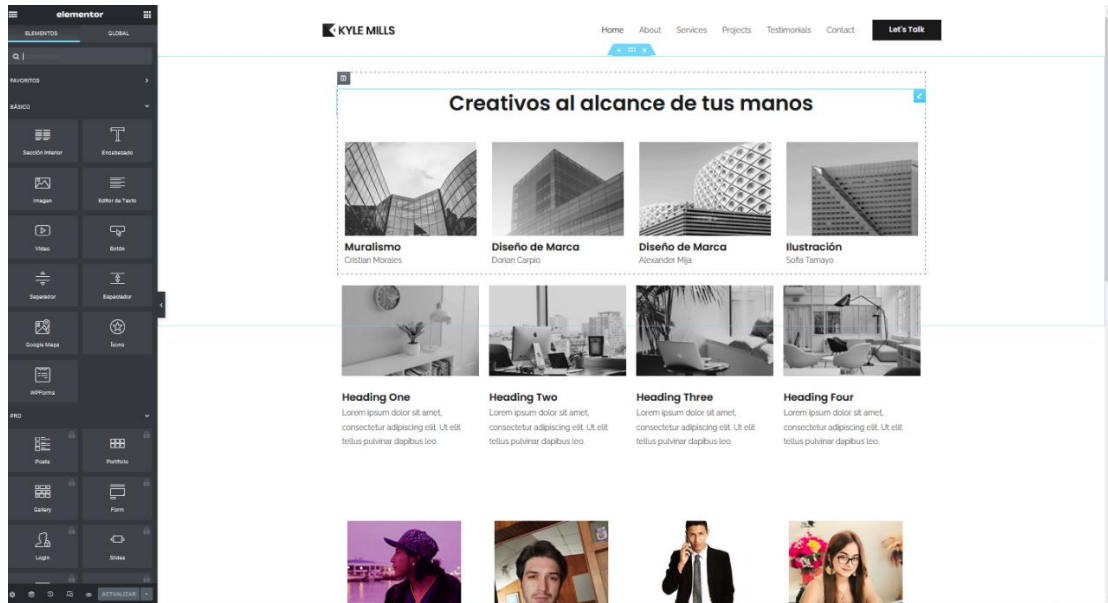 elementor
ELEMENTOS
GLOBAL
FAVORITOS
BÁSICO
Sección Interior
Encabezado
Imagen
Editor de Texto
Vídeo
Botón
Separador
Espaciador
Google Maps
Icono
WPForms
PRO
Posts
Portfolio
Gallery
Form
Login
Slides
ACTUALIZAR
KYLE MILLS
Home About Services Projects Testimonials Contact Let's Talk
Creativos al alcance de tus manos
Muralismo
Cristian Morales
Diseño de Marca
Dorian Carpio
Diseño de Marca
Alexander Mija
Ilustración
Sofia Tamayo
Heading One
Lorem ipsum dolor sit amet,
consectetur adipiscing elit. Ut elit
tellus pulvinar dapibus leo.
Heading Two
Lorem ipsum dolor sit amet,
consectetur adipiscing elit. Ut elit
tellus pulvinar dapibus leo.
Heading Three
Lorem ipsum dolor sit amet,
consectetur adipiscing elit. Ut elit
tellus pulvinar dapibus leo.
Heading Four
Lorem ipsum dolor sit amet,
consectetur adipiscing elit. Ut elit
tellus pulvinar dapibus leo.